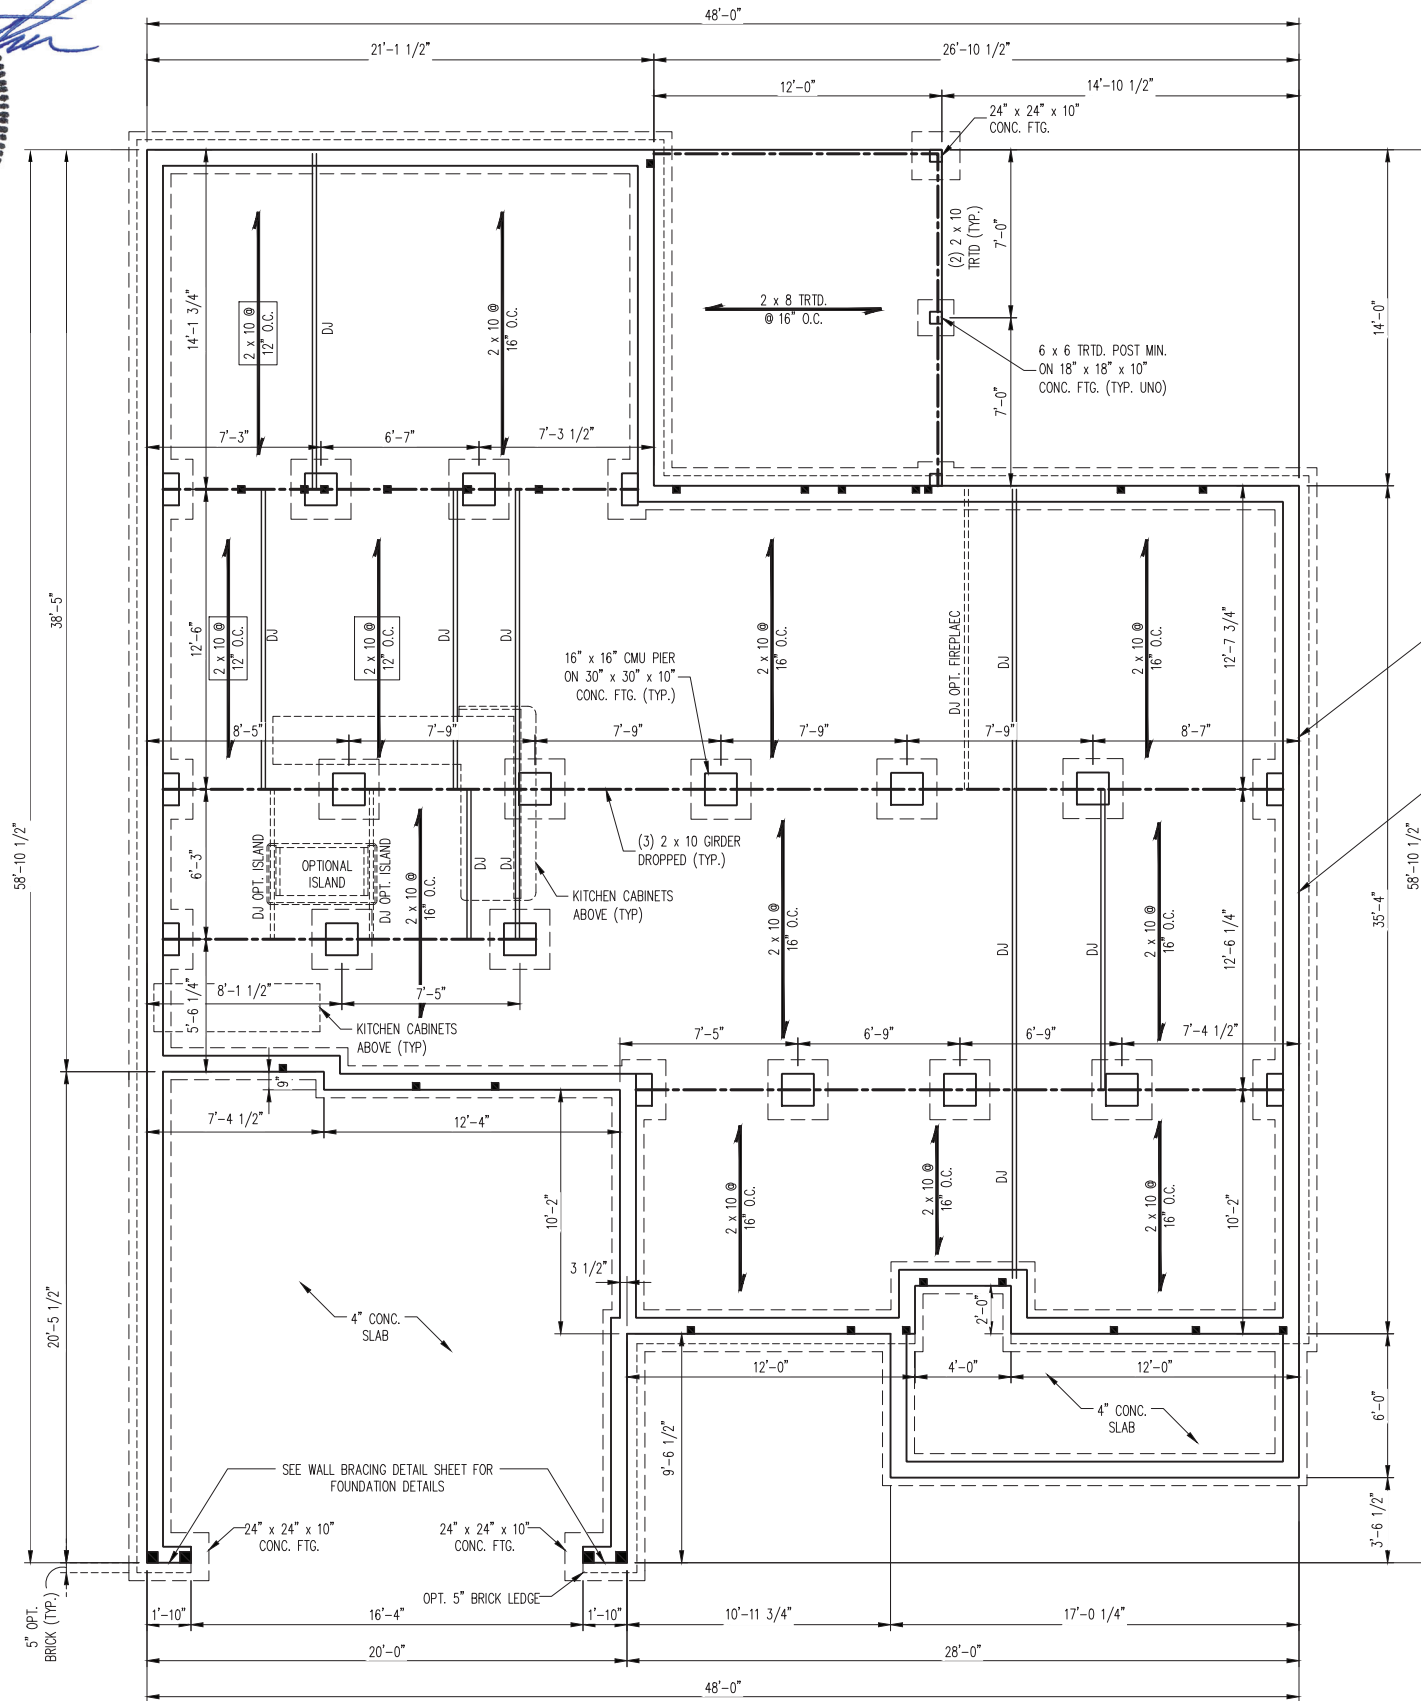 48'-0"
21'-1 1/2"
26'-10 1/2"
12'-0"
14'-10 1/2"
24" x 24" x 10"
CONC. FTG.
(2) 2 x 10
TRTD (TYP.)
7'-0"
14'-1 3/4"
2 x 10 @
12" O.C.
DJ
2 x 10 @
16" O.C.
2 x 8 TRTD.
@ 16" O.C.
14'-0"
6 x 6 TRTD. POST MIN.
ON 18" x 18" x 10"
CONC. FTG. (TYP. UNO)
7'-0"
7'-3"
6'-7"
7'-3 1/2"
38'-5"
12'-6"
2 x 10 @
12" O.C.
DJ
2 x 10 @
12" O.C.
DJ
DJ
16" x 16" CMU PIER
ON 30" x 30" x 10"
CONC. FTG. (TYP.)
2 x 10 @
16" O.C.
DJ OPT. FIREPLAEC
DJ
2 x 10 @
16" O.C.
12'-7 3/4"
8'-5"
7'-9"
7'-9"
7'-9"
7'-9"
8'-7"
58'-10 1/2"
6'-3"
DJ OPT. ISLAND
OPTIONAL
ISLAND
DJ OPT. ISLAND
2 x 10 @
16" O.C.
DJ
DJ
(3) 2 x 10 GIRDER
DROPPED (TYP.)
KITCHEN CABINETS
ABOVE (TYP)
2 x 10 @
16" O.C.
DJ
DJ
2 x 10 @
16" O.C.
12'-6 1/4"
35'-4"
58'-10 1/2"
5'-6 1/4"
8'-1 1/2"
7'-5"
KITCHEN CABINETS
ABOVE (TYP)
7'-5"
6'-9"
6'-9"
7'-4 1/2"
9"
7'-4 1/2"
12'-4"
10'-2"
2 x 10 @
16" O.C.
2 x 10 @
16" O.C.
DJ
2 x 10 @
16" O.C.
10'-2"
3 1/2"
20'-5 1/2"
4" CONC.
SLAB
2'-0"
12'-0"
4'-0"
12'-0"
4" CONC.
SLAB
6'-0"
9'-6 1/2"
SEE WALL BRACING DETAIL SHEET FOR
FOUNDATION DETAILS
24" x 24" x 10"
CONC. FTG.
24" x 24" x 10"
CONC. FTG.
3'-6 1/2"
OPT. 5" BRICK LEDGE
5" OPT.
BRICK (TYP.)
1'-10"
16'-4"
1'-10"
10'-11 3/4"
17'-0 1/4"
20'-0"
28'-0"
48'-0"